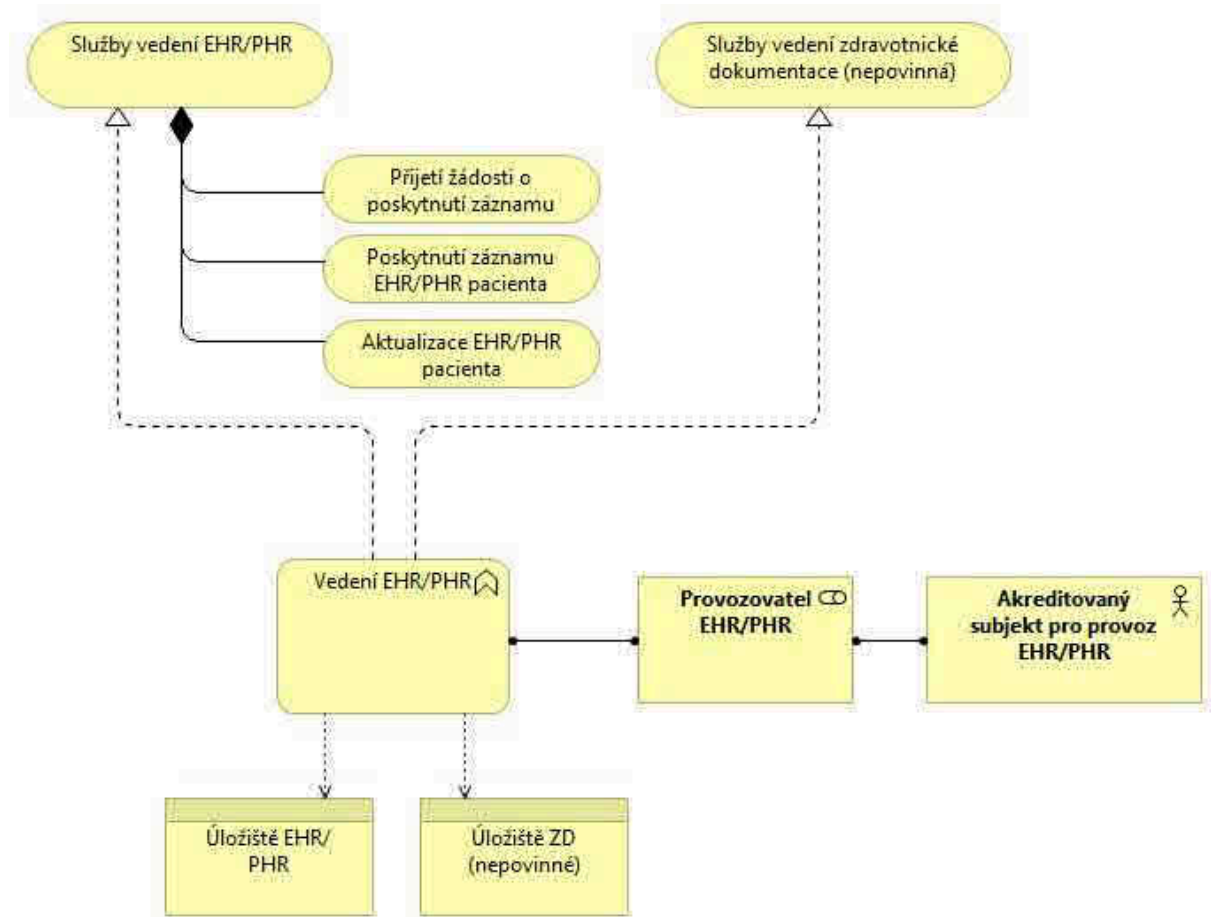 Služby vedení EHR/PHR
Služby vedení zdravotnické
dokumentace (nepovinná)
Přijetí žádosti o
poskytnutí záznamu
Poskytnutí záznamu
EHR/PHR pacienta
Aktualizace EHR/PHR
pacienta
Vedení EHR/PHR
Provozovatel
EHR/PHR
Akreditovaný
subjekt pro provoz
EHR/PHR
Úložiště EHR/
PHR
Úložiště ZD
(nepovinné)